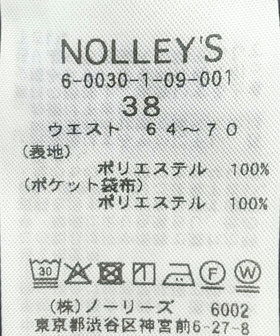 NOLLEY'S
6-0030-1-09-001
38
ウエスト 64~70
(表地)
ポリエステル 100%
(ポケット袋布)
ポリエステル 100%
30 F W
(株)ノーリーズ 6002
東京都渋谷区神宮前6-27-8